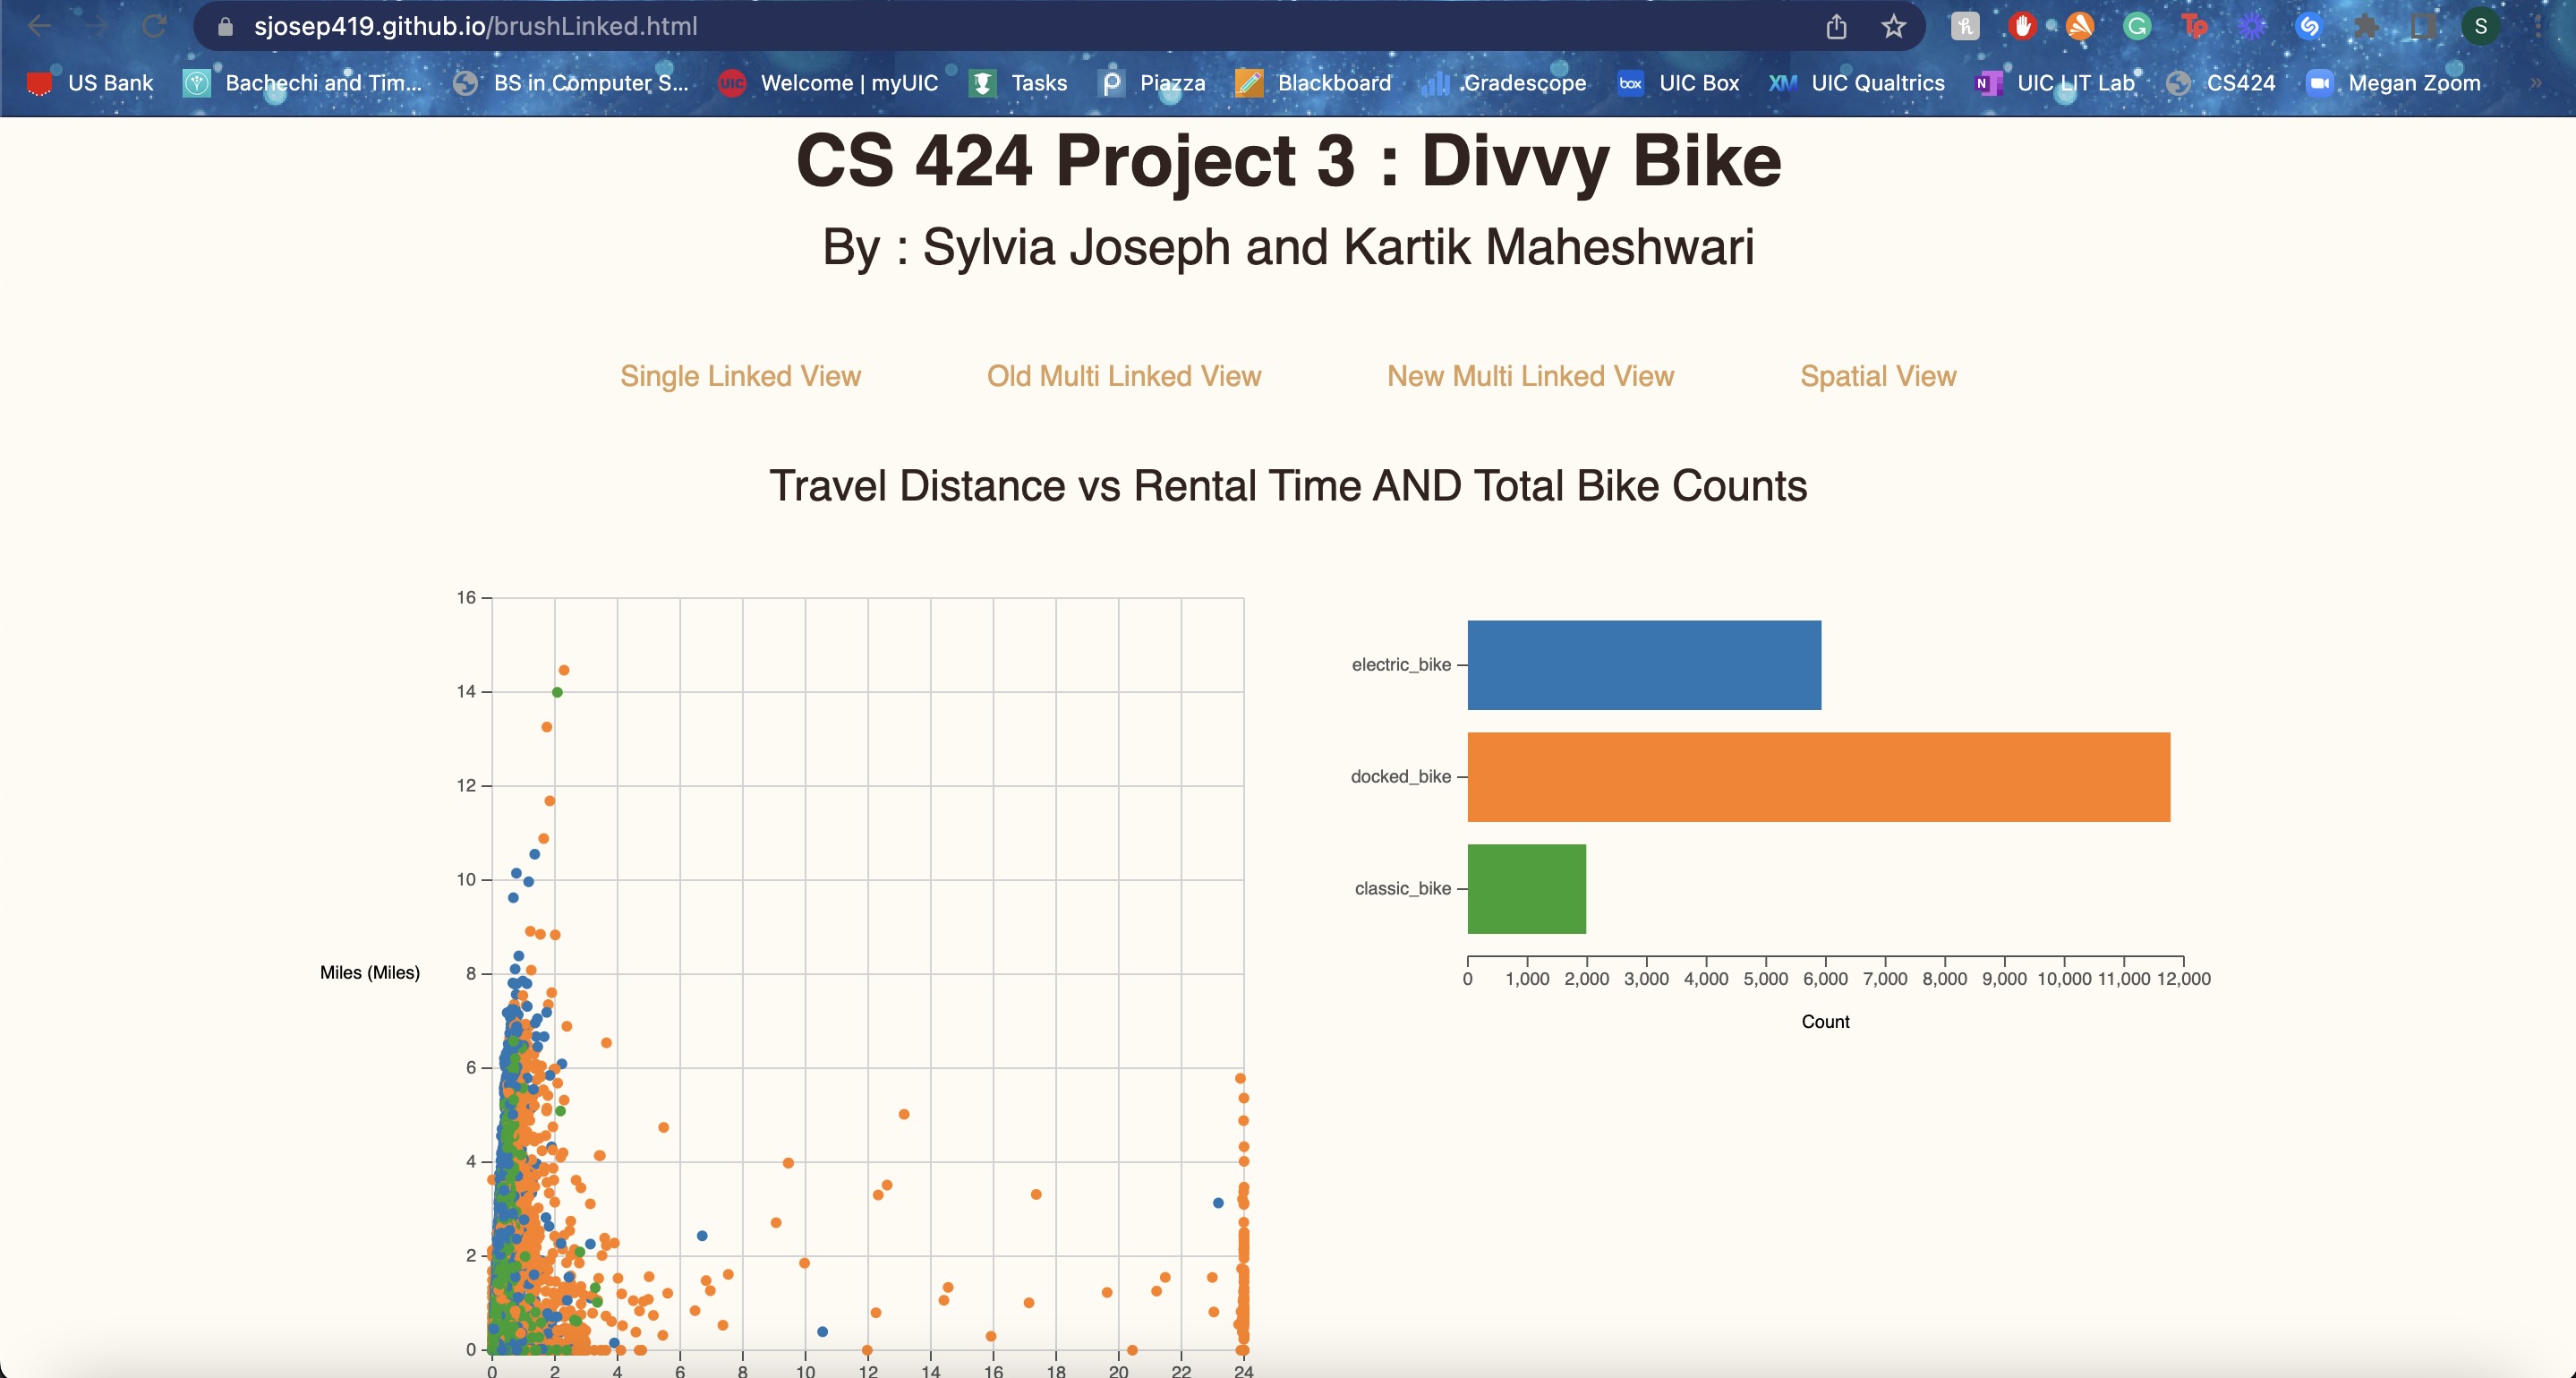 sjosep419.github.io/brushLinked.html
S
US Bank Bachechi and Tim... BS in Computer S... Welcome | myUIC Tasks Piazza Blackboard Gradescope UIC Box UIC Qualtrics UIC LIT Lab CS424 Megan Zoom »
CS 424 Project 3 : Divvy Bike
By : Sylvia Joseph and Kartik Maheshwari
Single Linked View Old Multi Linked View New Multi Linked View Spatial View
Travel Distance vs Rental Time AND Total Bike Counts
16
14
12
10
8
6
4
2
0
Miles (Miles)
0 2 4 6 8 10 12 14 16 18 20 22 24
electric_bike
docked_bike
classic_bike
0 1,000 2,000 3,000 4,000 5,000 6,000 7,000 8,000 9,000 10,000 11,000 12,000
Count